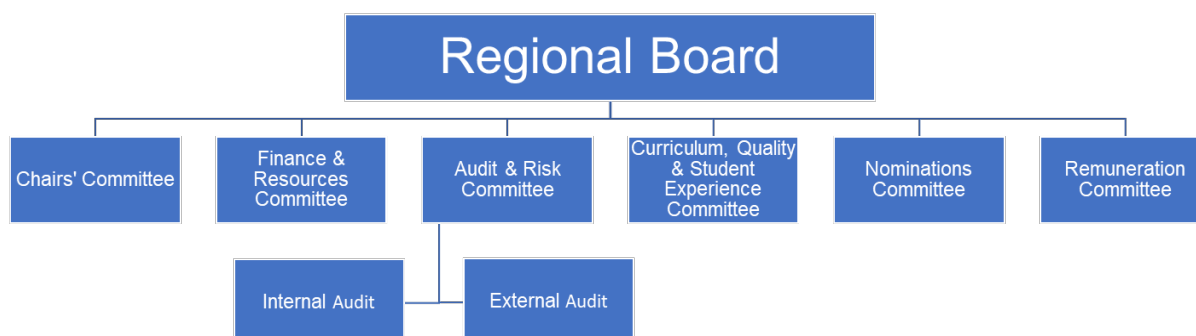 Regional Board
Chairs' Committee
Finance &
Resources
Committee
Audit & Risk
Committee
Curriculum, Quality
& Student
Experience
Committee
Nominations
Committee
Remuneration
Committee
Internal Audit
External Audit